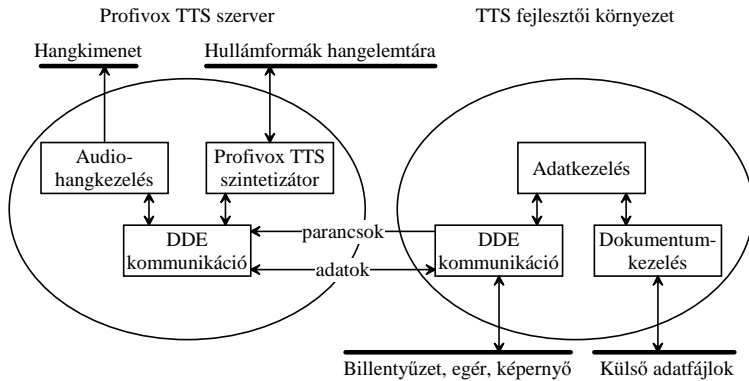 Profivox TTS szerver
TTS fejlesztői környezet
Hangkimenet
Hullámformák hangelemtára
Audio-
hangkezelés
Profivox TTS
szintetizátor
Adatkezelés
DDE
kommunikáció
parancsok
adatok
DDE
kommunikáció
Dokumentum-
kezelés
Billentyűzet, egér, képernyő
Külső adatfájlok